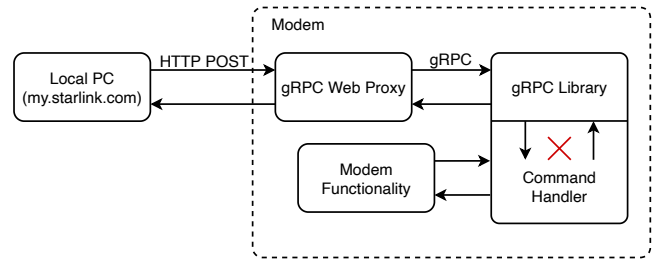 Modem
HTTP POST
gRPC
Local PC
(my.starlink.com)
gRPC Web Proxy
gRPC Library
Modem
Functionality
Command
Handler